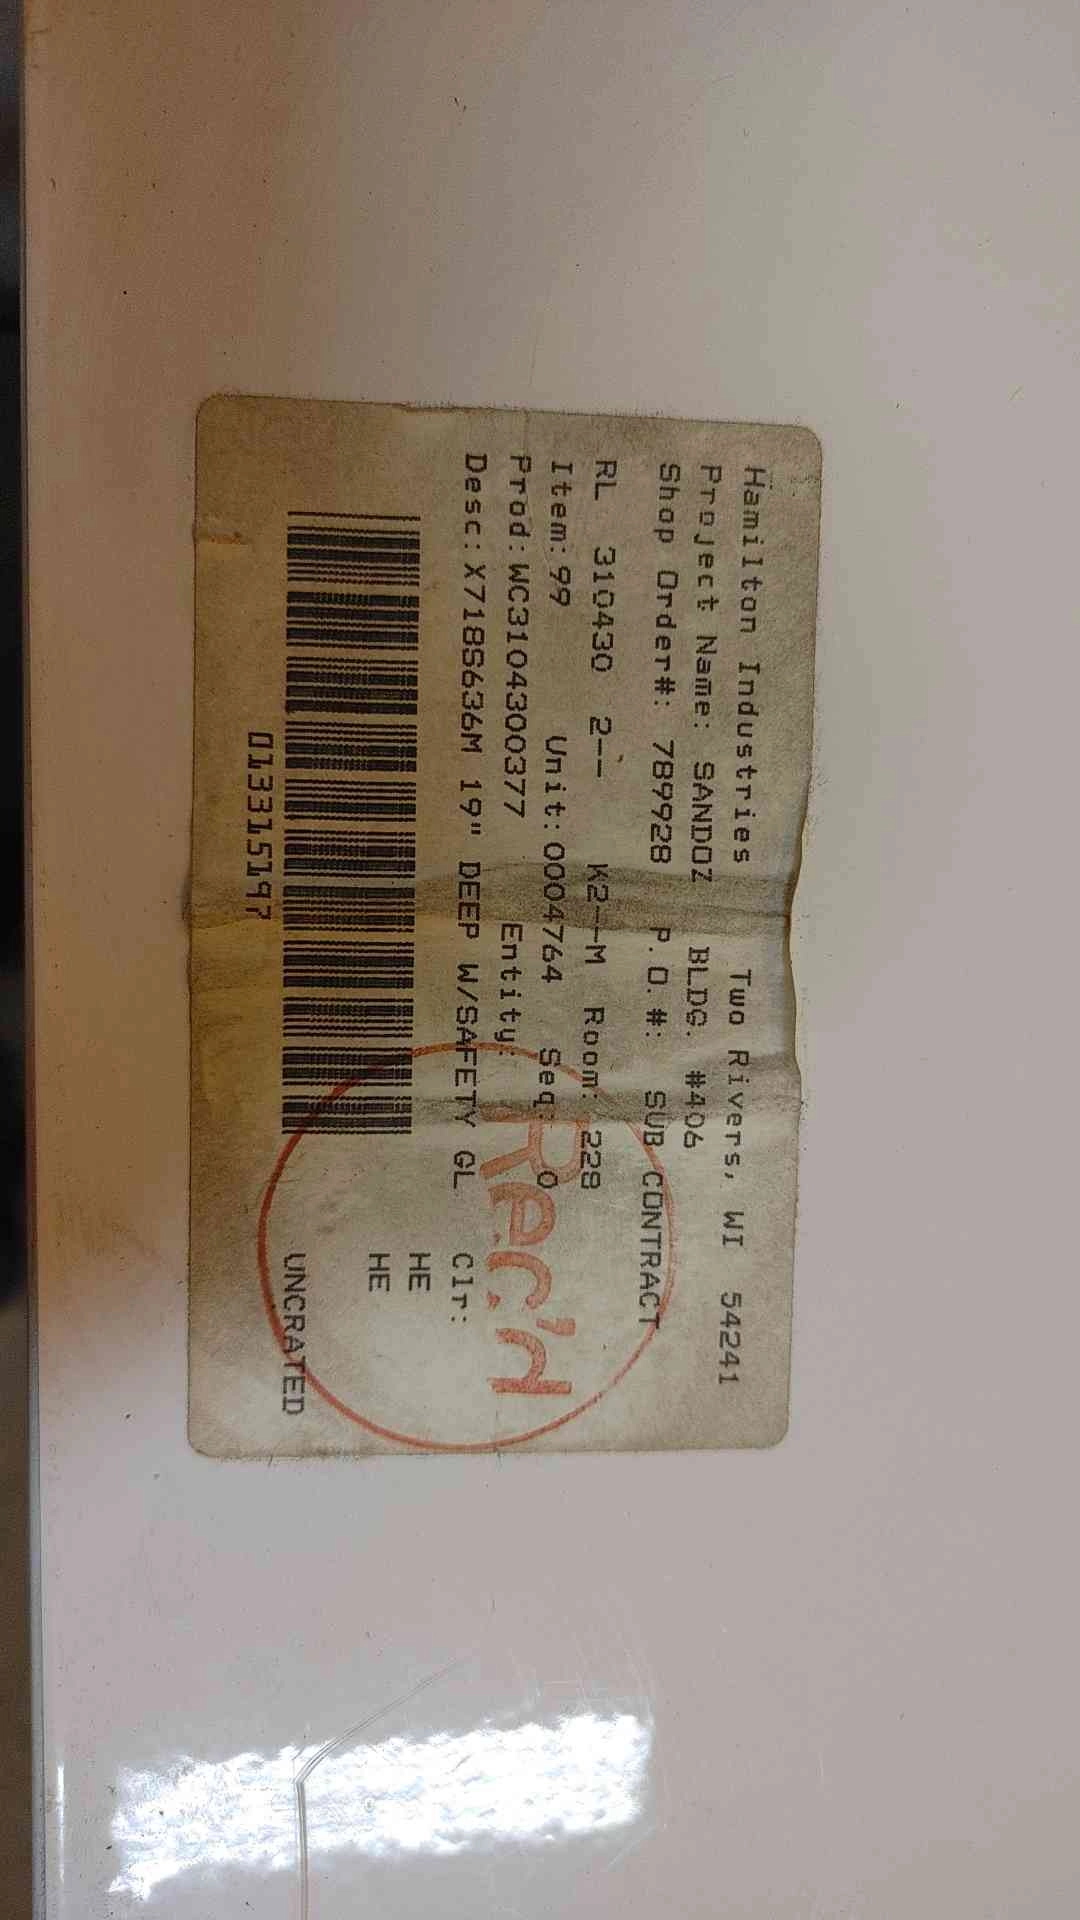 Hamilton Industries Two Rivers, WI 54241
Project Name: SANDOZ BLDG. #406
Shop Order#: 789928 P.O.#: SUB CONTRACT
RL 310430 2-- K2--M Room: 228
Item: 99 Unit: 0004764 Seq: 0
Prod: WC3104300377 Entity:
Desc: X718S636M 19" DEEP W/SAFETY GL Clr:
HE
HE
UNCRATED
01331519?
Rec'd